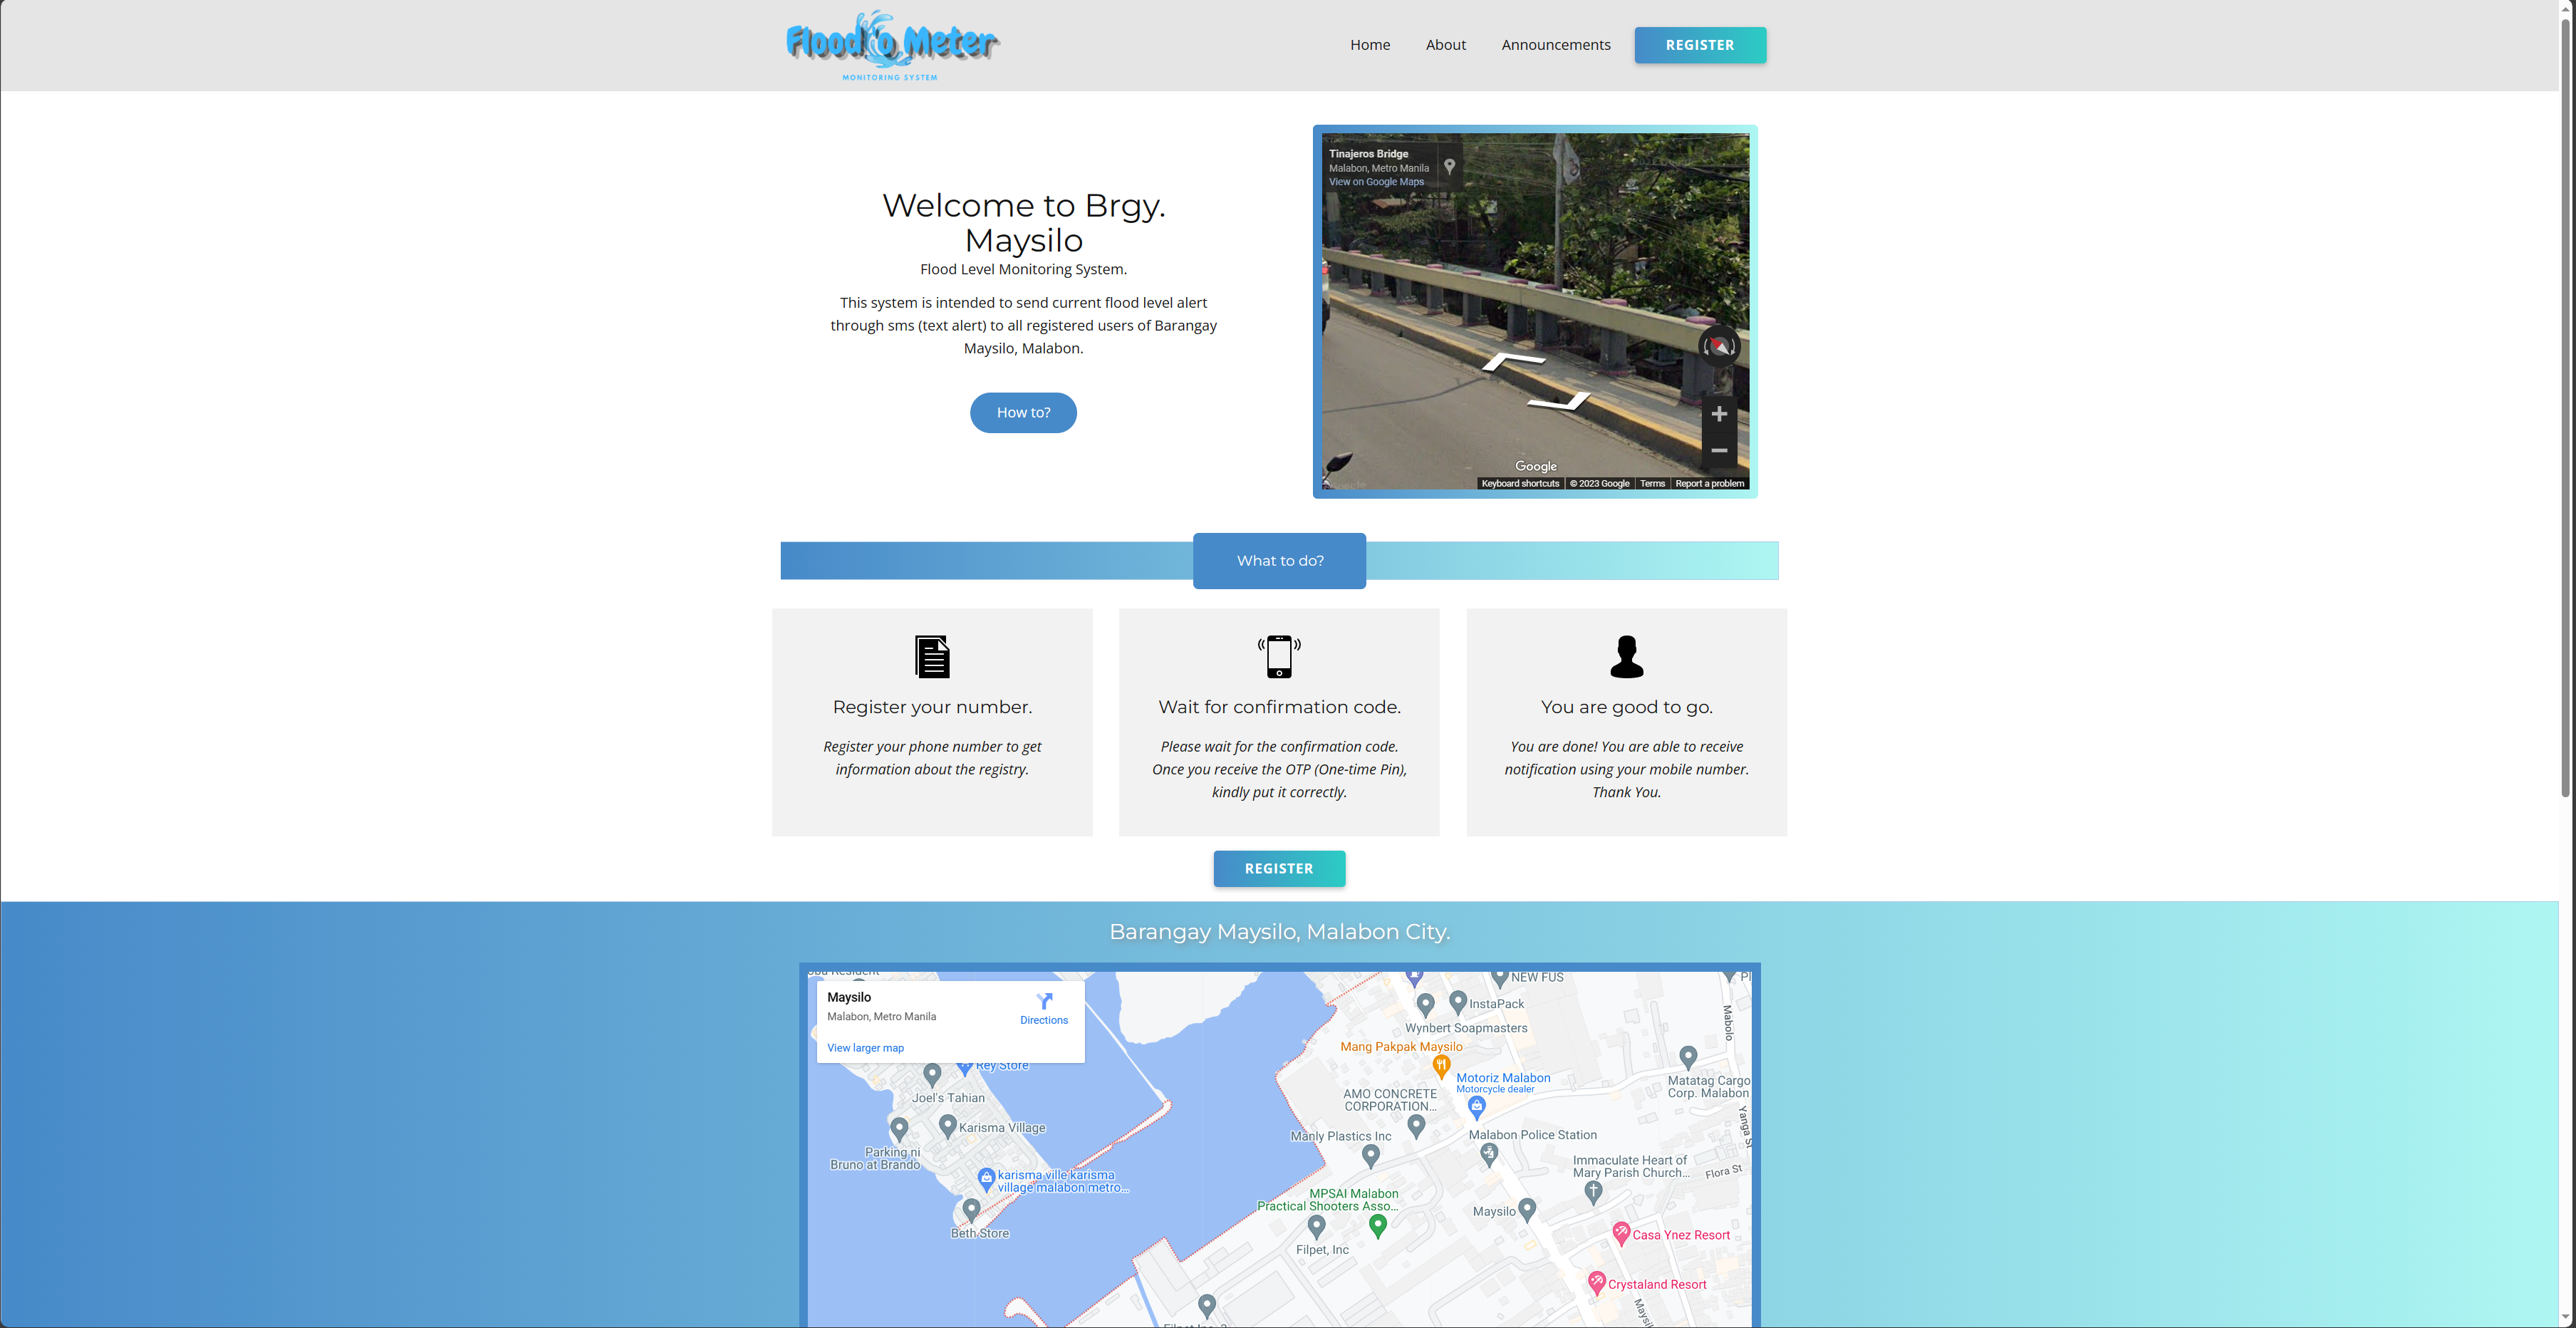 Flood o Meter
MONITORING SYSTEM
Home
About
Announcements
REGISTER
Welcome to Brgy.
Maysilo
Flood Level Monitoring System.
This system is intended to send current flood level alert
through sms (text alert) to all registered users of Barangay
Maysilo, Malabon.
How to?
Tinajeros Bridge
Malabon, Metro Manila
View on Google Maps
Google
Keyboard shortcuts
© 2023 Google
Terms
Report a problem
What to do?
Register your number.
Register your phone number to get
information about the registry.
Wait for confirmation code.
Please wait for the confirmation code.
Once you receive the OTP (One-time Pin),
kindly put it correctly.
You are good to go.
You are done! You are able to receive
notification using your mobile number.
Thank You.
REGISTER
Barangay Maysilo, Malabon City.
Maysilo
Malabon, Metro Manila
Directions
View larger map
Rey Store
Joel's Tahian
Karisma Village
Parking ni
Bruno at Brando
karisma ville karisma
village malabon metro...
Beth Store
NEW FUS
InstaPack
Wynbert Soapmasters
Mang Pakpak Maysilo
Motoriz Malabon
Motorcycle dealer
AMO CONCRETE
CORPORATION...
Manly Plastics Inc
Malabon Police Station
Matatag Cargo
Corp. Malabon
Mabolo
Yanga S
Immaculate Heart of
Mary Parish Church...
Flora St
MPSAI Malabon
Practical Shooters Asso...
Maysilo
Filpet, Inc
Casa Ynez Resort
Crystaland Resort